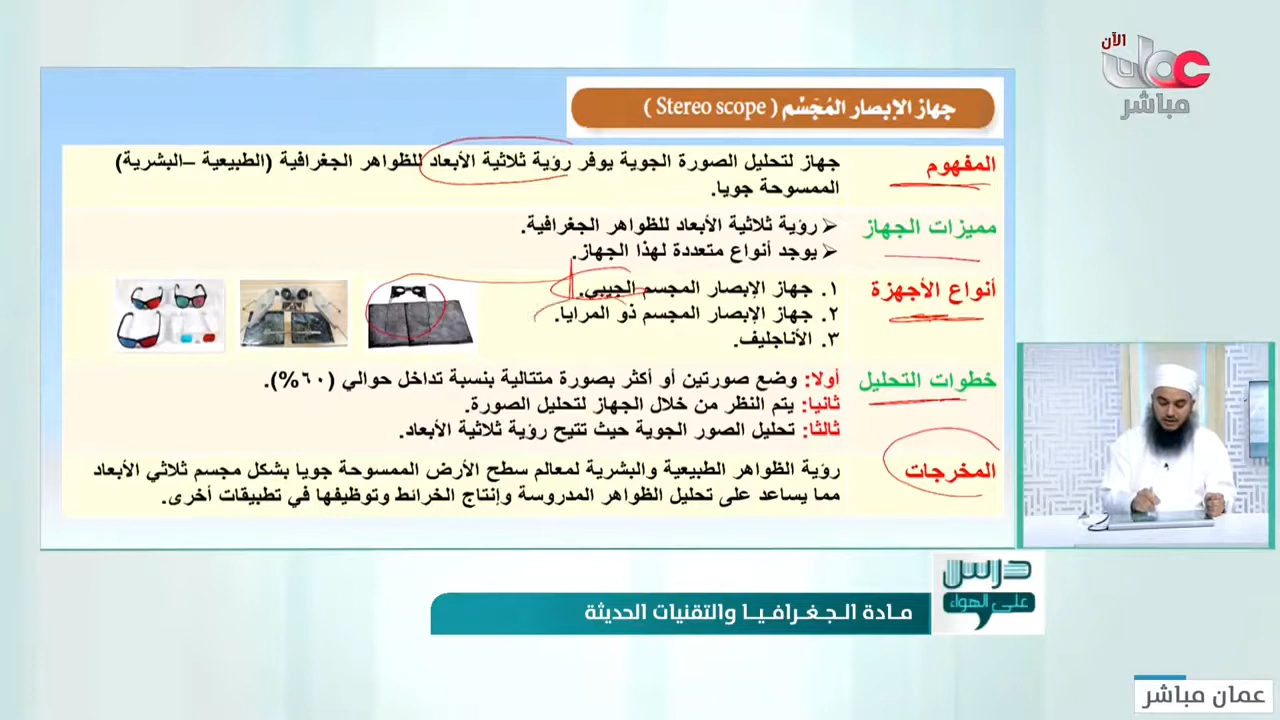 الآن
عمان
مباشر
جهاز الإبصار المُجَسِّم ( Stereo scope )
المفهوم
جهاز لتحليل الصورة الجوية يوفر رؤية ثلاثية الأبعاد للظواهر الجغرافية (الطبيعية –البشرية)
الممسوحة جويا.
مميزات الجهاز
رؤية ثلاثية الأبعاد للظواهر الجغرافية.
يوجد أنواع متعددة لهذا الجهاز.
أنواع الأجهزة
١. جهاز الإبصار المجسم الجيبي.
٢. جهاز الإبصار المجسم ذو المرايا.
٣. الأناجليف.
خطوات التحليل
أولا: وضع صورتين أو أكثر بصورة متتالية بنسبة تداخل حوالي (٦٠%).
ثانيا: يتم النظر من خلال الجهاز لتحليل الصورة.
ثالثا: تحليل الصور الجوية حيث تتيح رؤية ثلاثية الأبعاد.
المخرجات
رؤية الظواهر الطبيعية والبشرية لمعالم سطح الأرض الممسوحة جويا بشكل مجسم ثلاثي الأبعاد
مما يساعد على تحليل الظواهر المدروسة وإنتاج الخرائط وتوظيفها في تطبيقات أخرى.
درس
على الهواء
مادة الجغرافيا والتقنيات الحديثة
عمان مباشر